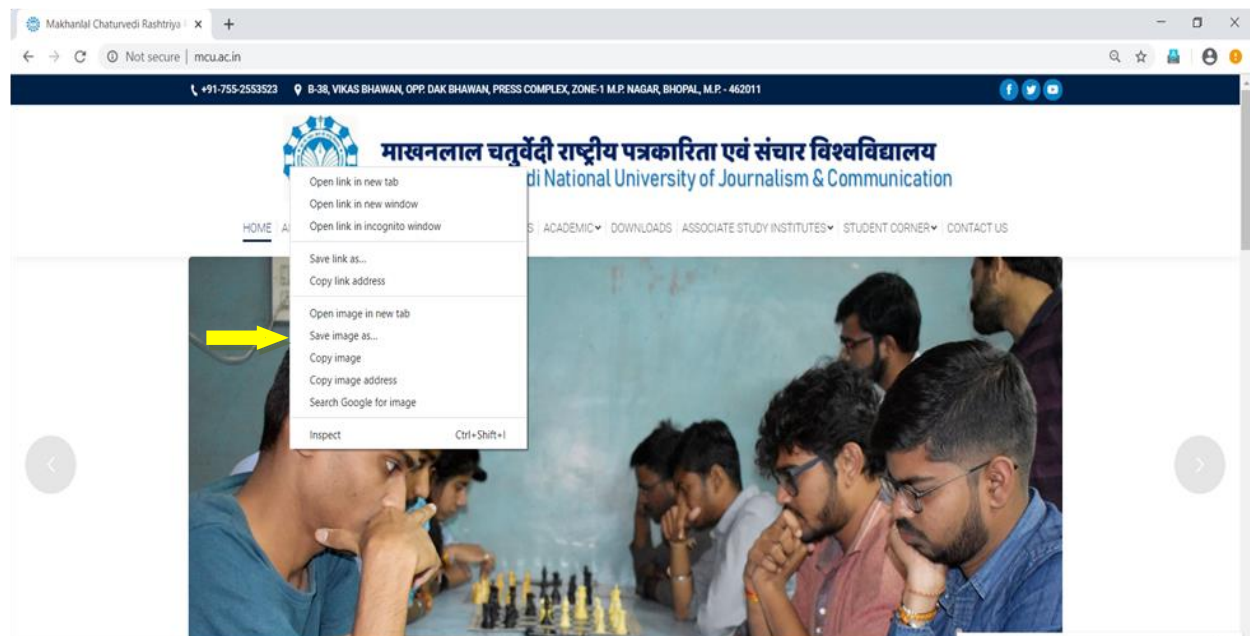 Makhanlal Chaturvedi Rashtriya
Not secure | mcu.ac.in
+91-755-2553523 B-38, VIKAS BHAWAN, OPP. DAK BHAWAN, PRESS COMPLEX, ZONE-1 M.P. NAGAR, BHOPAL, M.P. - 462011
माखनलाल चतुर्वेदी राष्ट्रीय पत्रकारिता एवं संचार विश्वविद्यालय
di National University of Journalism & Communication
HOME A S ACADEMIC DOWNLOADS ASSOCIATE STUDY INSTITUTES STUDENT CORNER CONTACT US
Open link in new tab
Open link in new window
Open link in incognito window
Save link as...
Copy link address
Open image in new tab
Save image as...
Copy image
Copy image address
Search Google for image
Inspect Ctrl+Shift+I